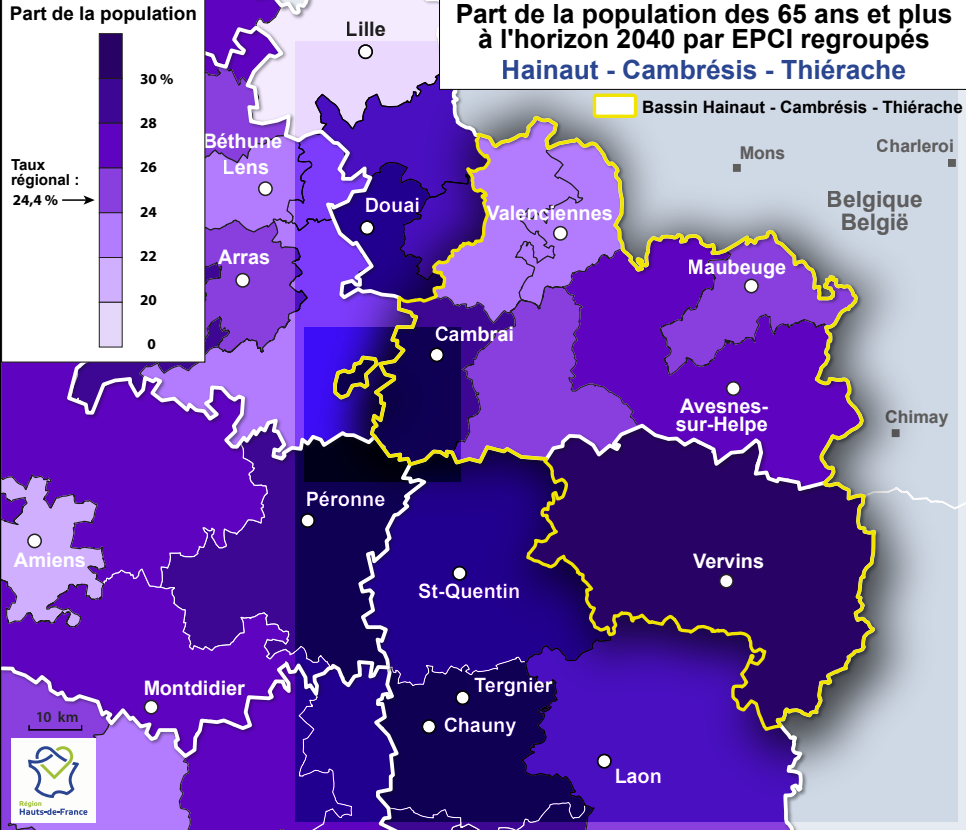 Part de la population
30 %
28
26
24
22
20
0
Taux
régional :
24,4 %
Part de la population des 65 ans et plus
à l'horizon 2040 par EPCI regroupés
Hainaut - Cambrésis - Thiérache
Bassin Hainaut - Cambrésis - Thiérache
Lille
Béthune
Lens
Douai
Valenciennes
Mons
Charleroi
Belgique
België
Arras
Maubeuge
Cambrai
Avesnes-
sur-Helpe
Chimay
Péronne
Amiens
Vervins
St-Quentin
Montdidier
Tergnier
Chauny
Laon
10 km
Région
Hauts-de-France